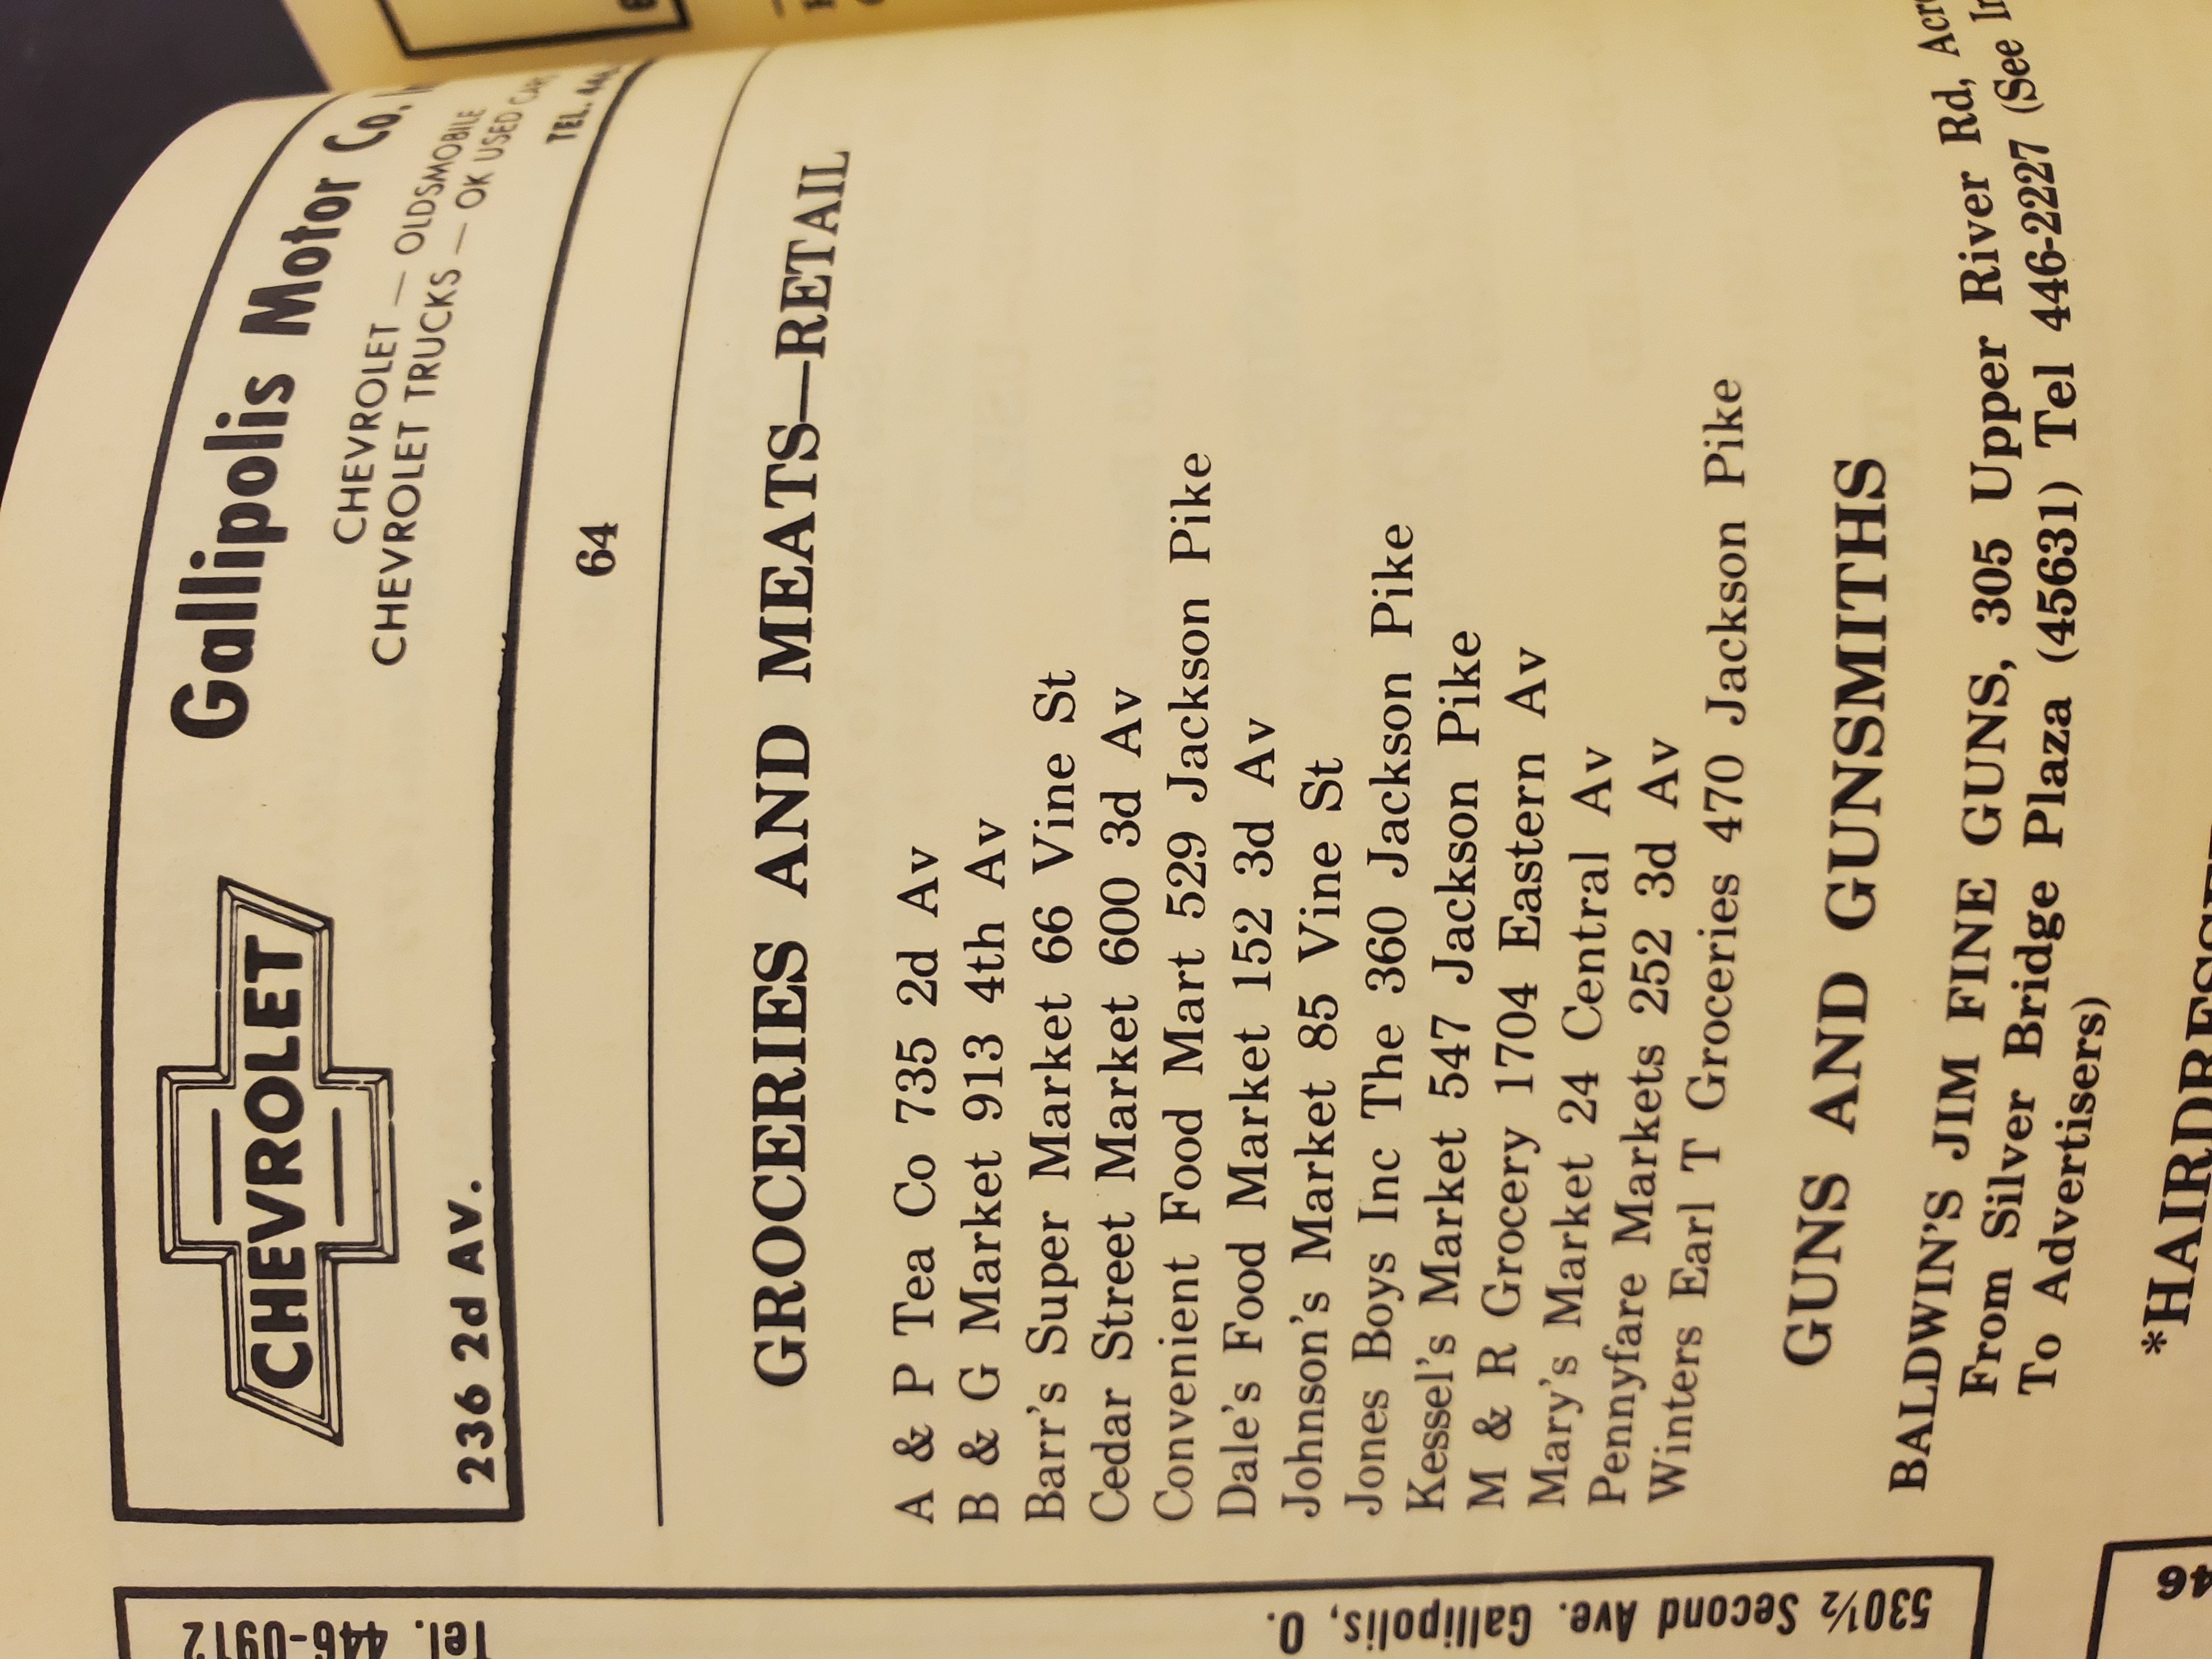 CHEVROLET
Gallipolis Motor Co.
CHEVROLET — OLDSMOBILE
CHEVROLET TRUCKS — OK USED CARS
236 2d AV.
TEL.
64
GROCERIES AND MEATS—RETAIL
A & P Tea Co 735 2d Av
B & G Market 913 4th Av
Barr's Super Market 66 Vine St
Cedar Street Market 600 3d Av
Convenient Food Mart 529 Jackson Pike
Dale's Food Market 152 3d Av
Johnson's Market 85 Vine St
Jones Boys Inc The 360 Jackson Pike
Kessel's Market 547 Jackson Pike
M & R Grocery 1704 Eastern Av
Mary's Market 24 Central Av
Pennyfare Markets 252 3d Av
Winters Earl T Groceries 470 Jackson Pike
GUNS AND GUNSMITHS
BALDWIN'S JIM FINE GUNS, 305 Upper River Rd,
From Silver Bridge Plaza (45631) Tel 446-2227 (See
To Advertisers)
Tel. 446-0912
530½ Second Ave. Gallipolis, O.